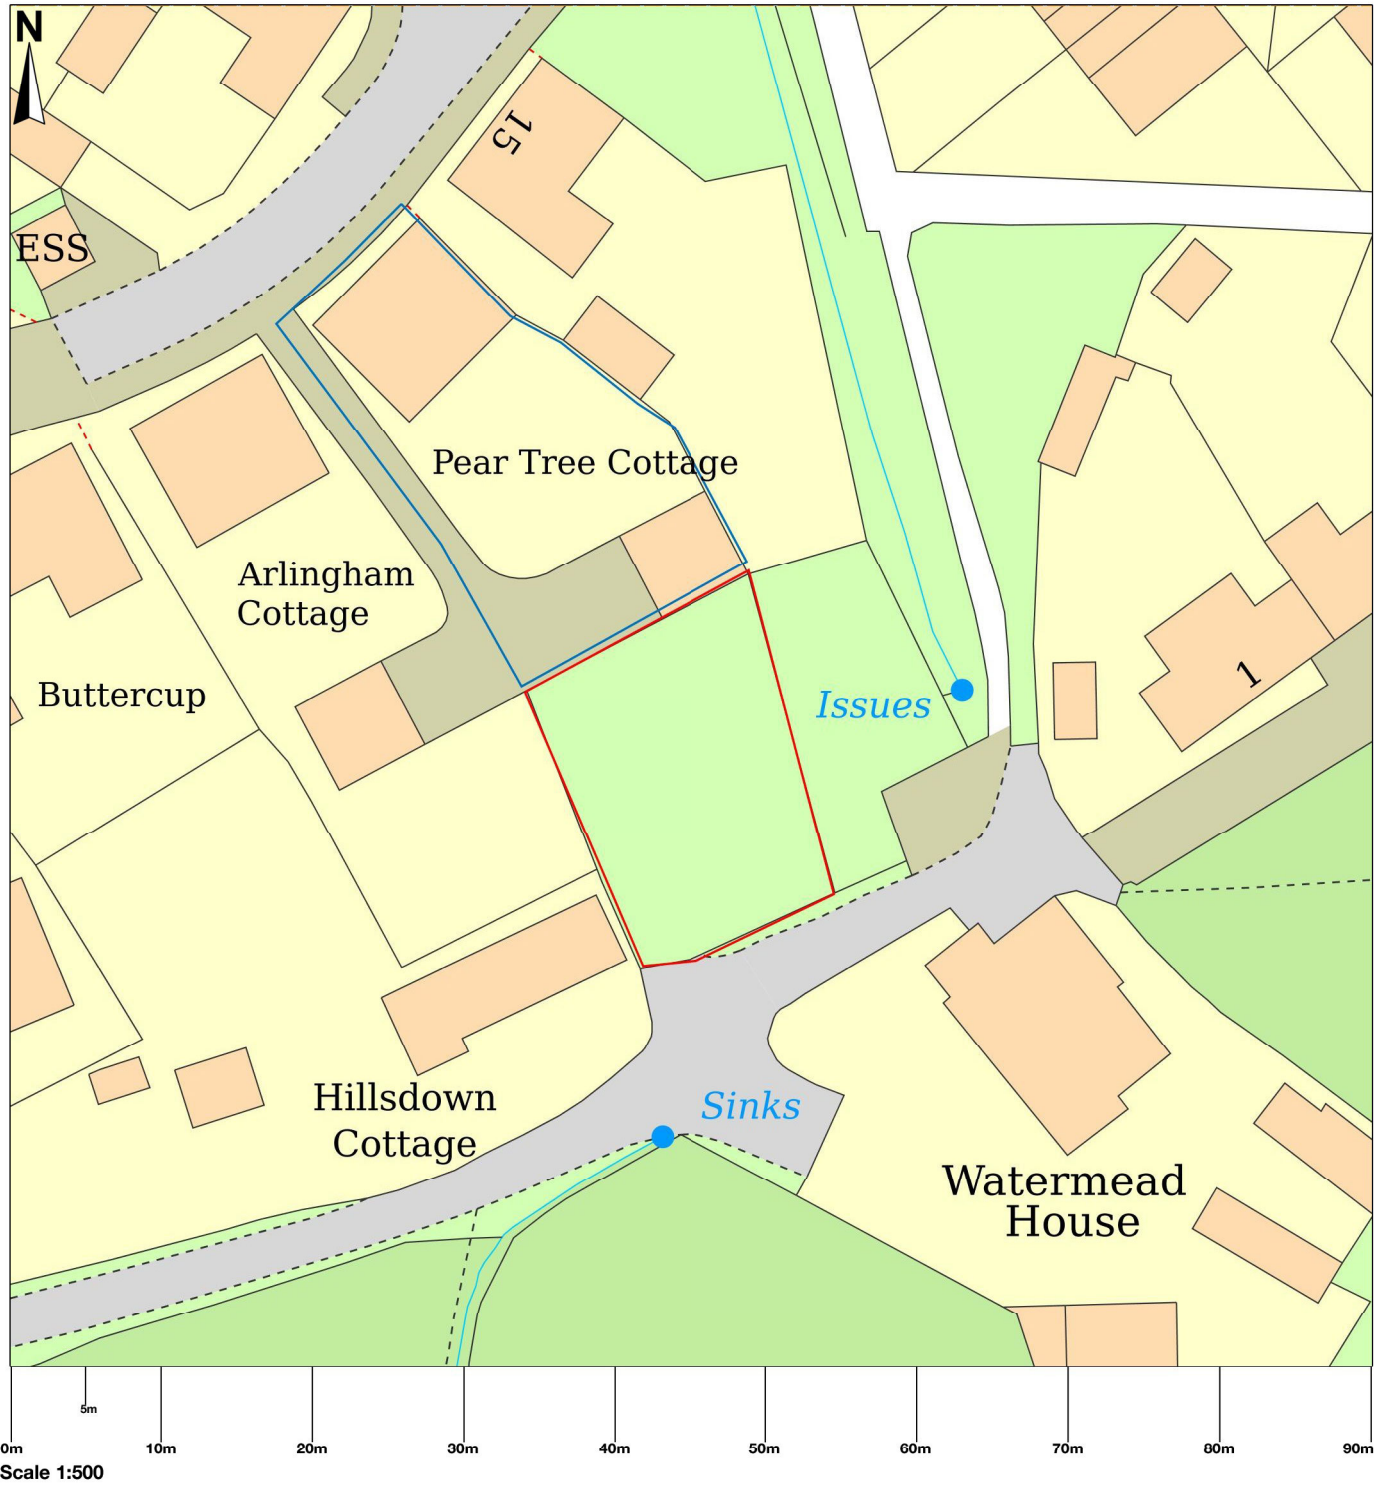 N
15
ESS
Pear Tree Cottage
Arlingham
Cottage
Buttercup
Issues
1
Hillsdown
Cottage
Sinks
Watermead
House
5m
0m 10m 20m 30m 40m 50m 60m 70m 80m 90m
Scale 1:500